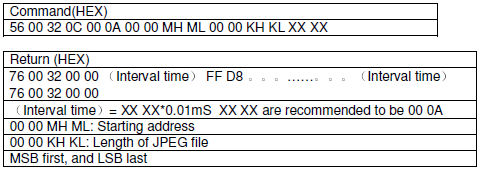 Command(HEX)
56 00 32 0C 00 0A 00 00 MH ML 00 00 KH KL XX XX
Return (HEX)
76 00 32 00 00 （Interval time） FF D8 。。。……。。。（Interval time）
76 00 32 00 00
（Interval time）= XX XX*0.01mS  XX XX are recommended to be 00 0A
00 00 MH ML: Starting address
00 00 KH KL: Length of JPEG file
MSB first, and LSB last